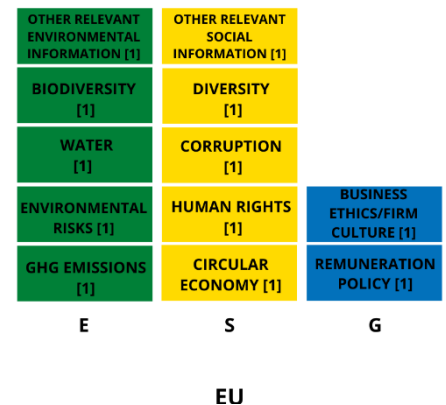 OTHER RELEVANT
ENVIRONMENTAL
INFORMATION [1]
OTHER RELEVANT
SOCIAL
INFORMATION [1]
BIODIVERSITY
[1]
DIVERSITY
[1]
WATER
[1]
CORRUPTION
[1]
ENVIRONMENTAL
RISKS [1]
HUMAN RIGHTS
[1]
BUSINESS
ETHICS/FIRM
CULTURE [1]
GHG EMISSIONS
[1]
CIRCULAR
ECONOMY [1]
REMUNERATION
POLICY [1]
E
S
G
EU